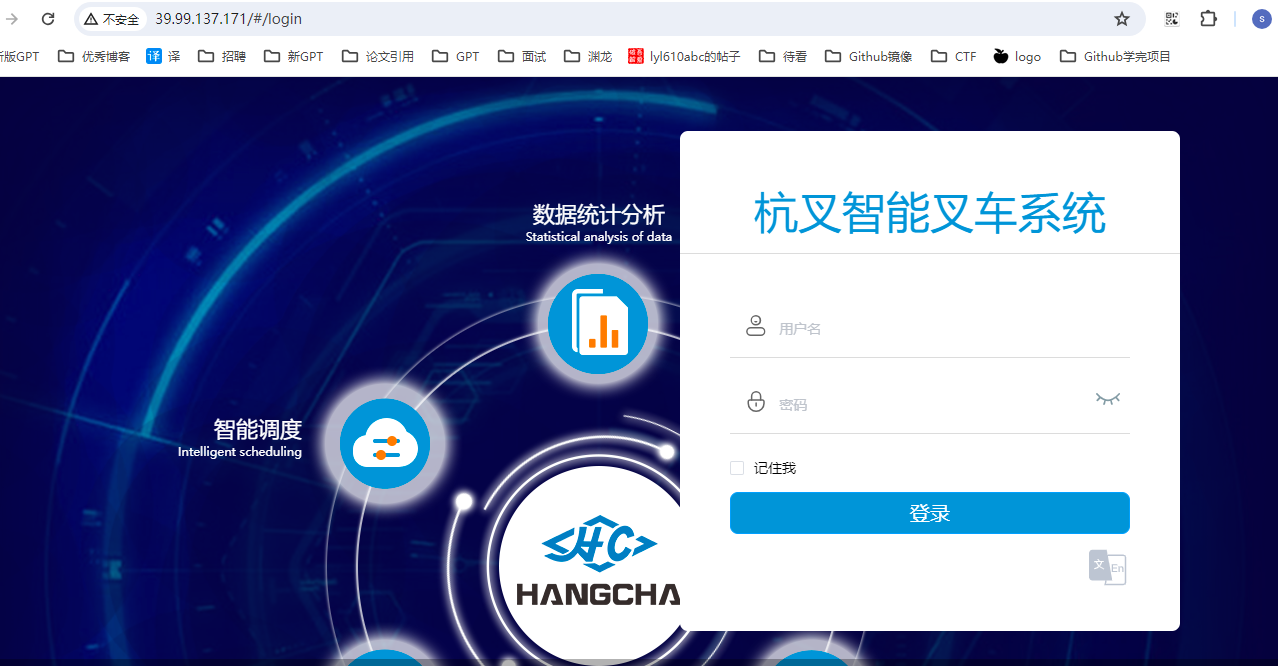 不安全 39.99.137.171/#/login S
新版GPT 优秀博客 译 译 招聘 新GPT 论文引用 GPT 面试 渊龙 lyl610abc的帖子 待看 Github镜像 CTF logo Github学完项目
杭叉智能叉车系统
数据统计分析
Statistical analysis of data
用户名
密码
智能调度
Intelligent scheduling
记住我
登录
HC
HANGCHA
文 En